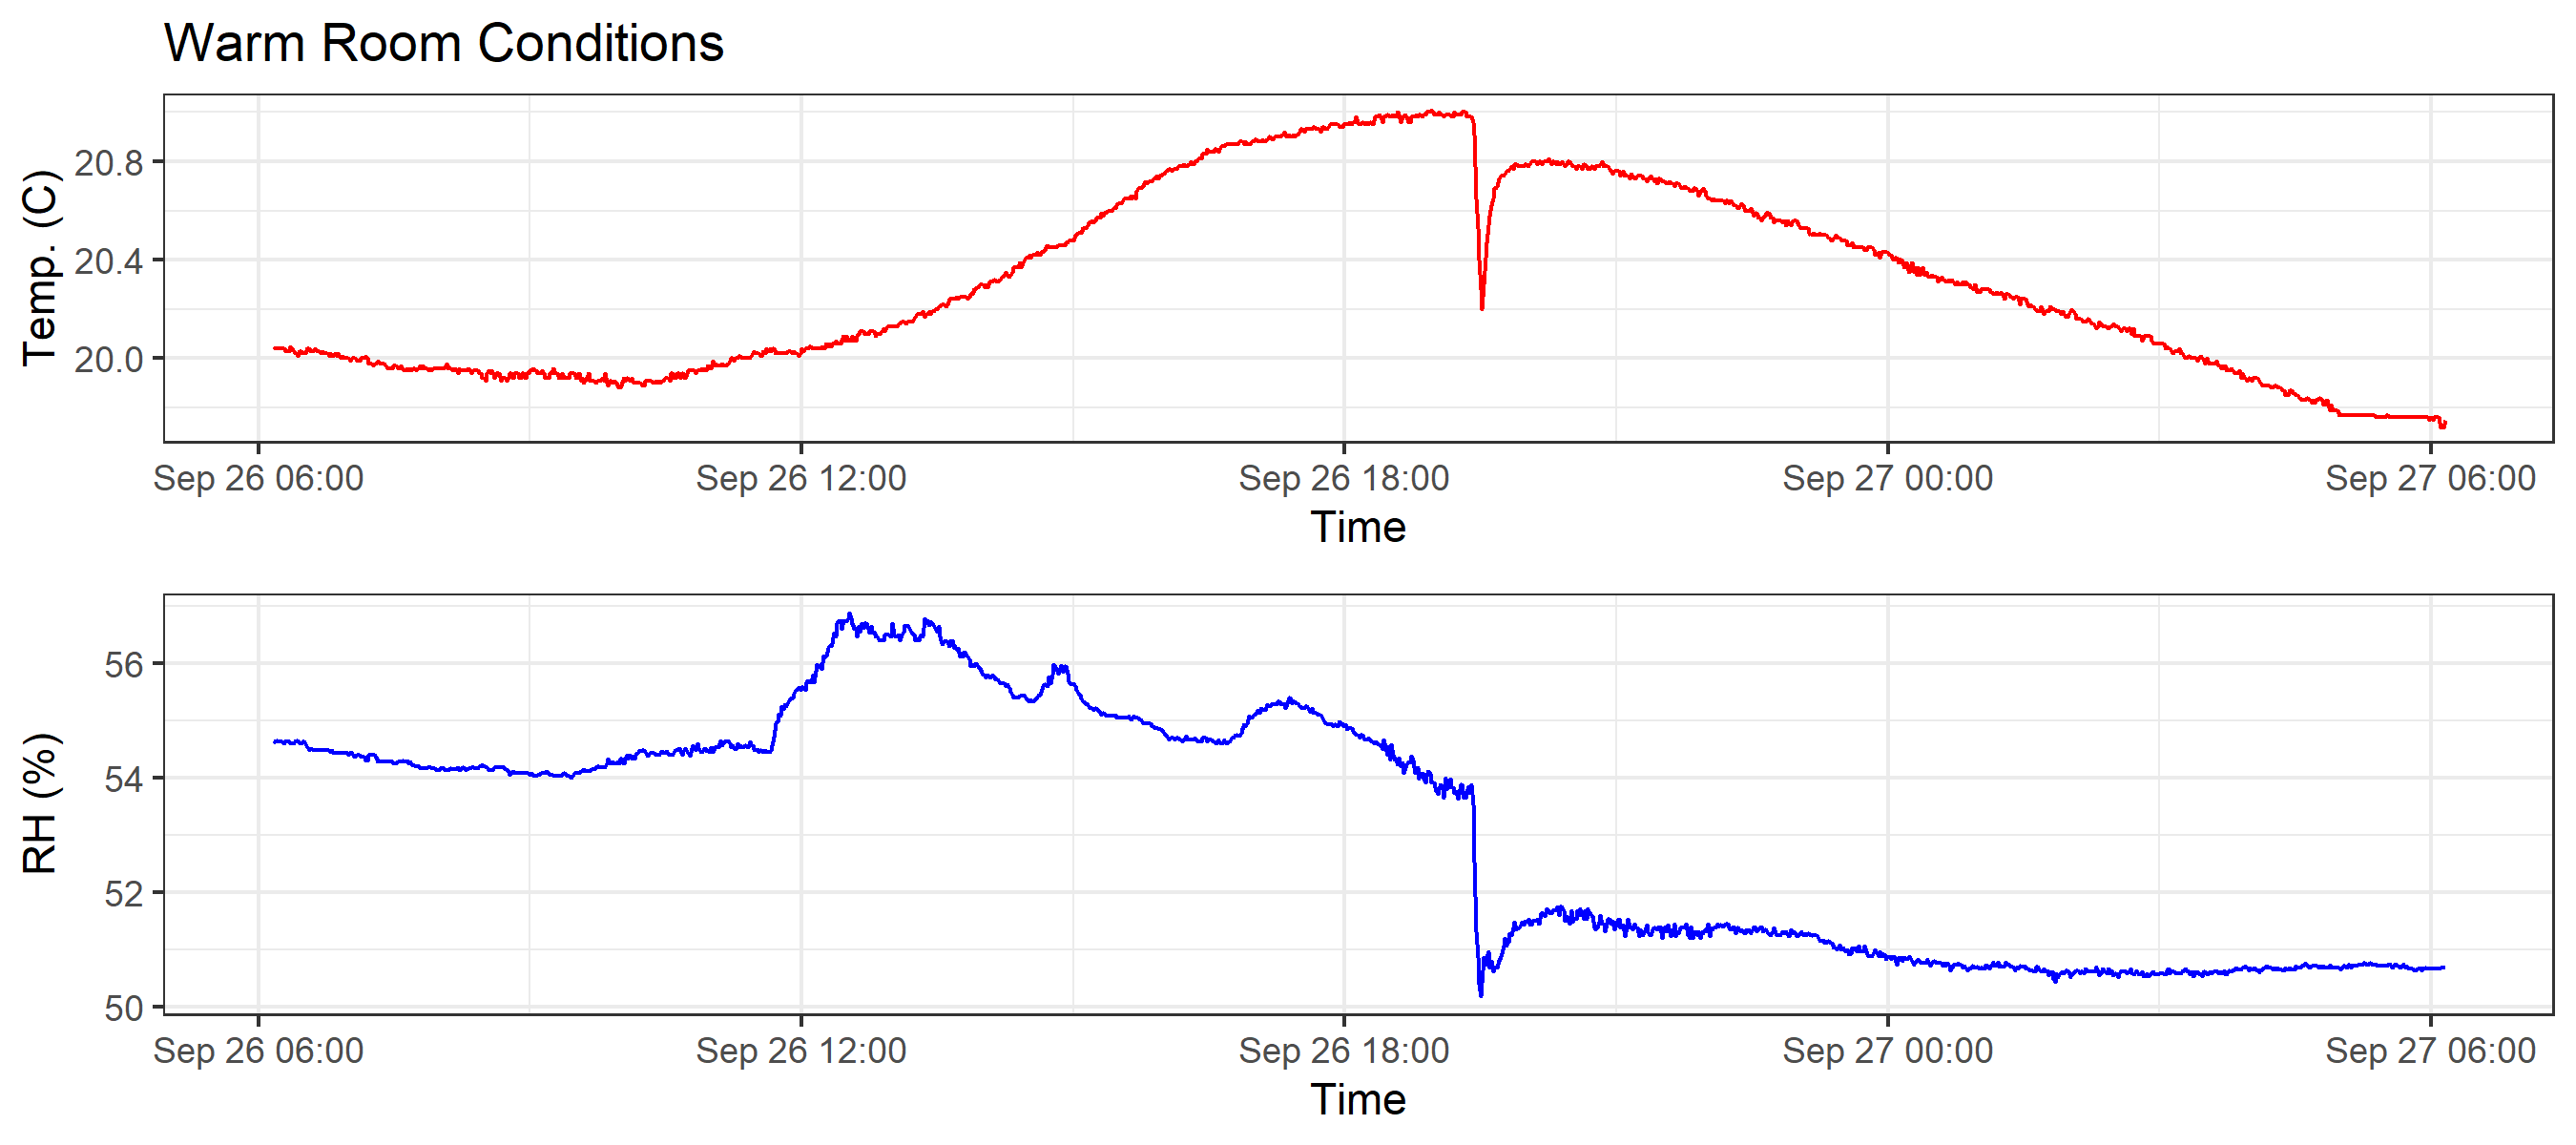 Warm Room Conditions
Temp. (C)
20.8
20.4
20.0
Sep 26 06:00 Sep 26 12:00 Sep 26 18:00 Sep 27 00:00 Sep 27 06:00
Time
RH (%)
56
54
52
50
Sep 26 06:00 Sep 26 12:00 Sep 26 18:00 Sep 27 00:00 Sep 27 06:00
Time